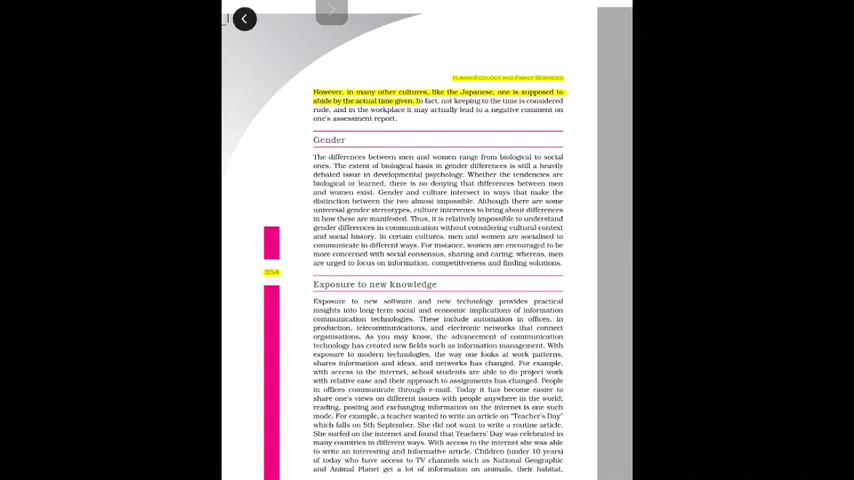 HUMAN ECOLOGY AND FAMILY SCIENCES
However, in many other cultures, like the Japanese, one is supposed to
abide by the actual time given. In fact, not keeping to the time is considered
rude, and in the workplace it may actually lead to a negative comment on
one's assessment report.
Gender
The differences between men and women range from biological to social
ones. The extent of biological basis in gender differences is still a heavily
debated issue in developmental psychology. Whether the tendencies are
biological or learned, there is no denying that differences between men
and women exist. Gender and culture intersect in ways that make the
distinction between the two almost impossible. Although there are some
universal gender stereotypes, culture intervenes to bring about differences
in how these are manifested. Thus, it is relatively impossible to understand
gender differences in communication without considering cultural context
and social history. In certain cultures, men and women are socialised to
communicate in different ways. For instance, women are encouraged to be
more concerned with social consensus, sharing and caring; whereas, men
are urged to focus on information, competitiveness and finding solutions.
354
Exposure to new knowledge
Exposure to new software and new technology provides practical
insights into long-term social and economic implications of information
communication technologies. These include automation in offices, in
production, telecommunications, and electronic networks that connect
organisations. As you may know, the advancement of communication
technology has created new fields such as information management. With
exposure to modern technologies, the way one looks at work patterns,
shares information and ideas, and networks has changed. For example,
with access to the internet, school students are able to do project work
with relative ease and their approach to assignments has changed. People
in offices communicate through e-mail. Today it has become easier to
share one's views on different issues with people anywhere in the world;
reading, posting and exchanging information on the internet is one such
mode. For example, a teacher wanted to write an article on "Teacher's Day"
which falls on 5th September. She did not want to write a routine article.
She surfed on the internet and found that Teachers' Day was celebrated in
many countries in different ways. With access to the internet she was able
to write an interesting and informative article. Children (under 10 years)
of today who have access to TV channels such as National Geographic
and Animal Planet get a lot of information on animals, their habitat,